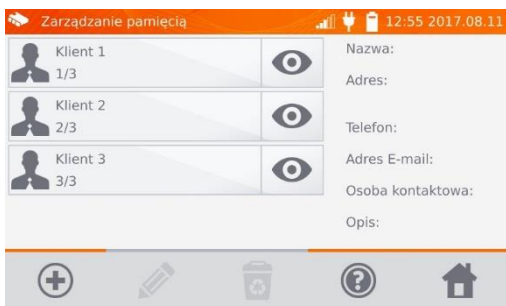 Zarządzanie pamięcią
12:55 2017.08.11
Klient 1
1/3
Klient 2
2/3
Klient 3
3/3
Nazwa:
Adres:
Telefon:
Adres E-mail:
Osoba kontaktowa:
Opis: